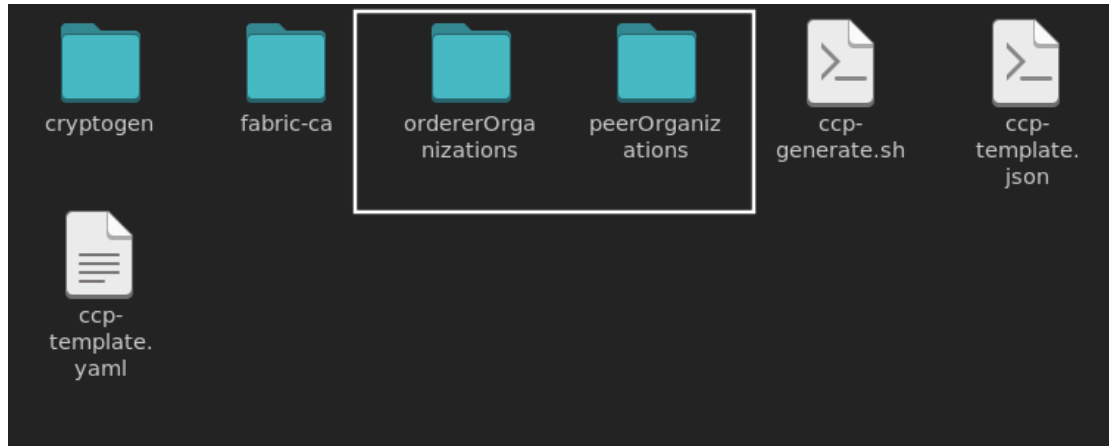 cryptogen
fabric-ca
ordererOrga
nizations
peerOrganiz
ations
ccp-
generate.sh
ccp-
template.
json
ccp-
template.
yaml